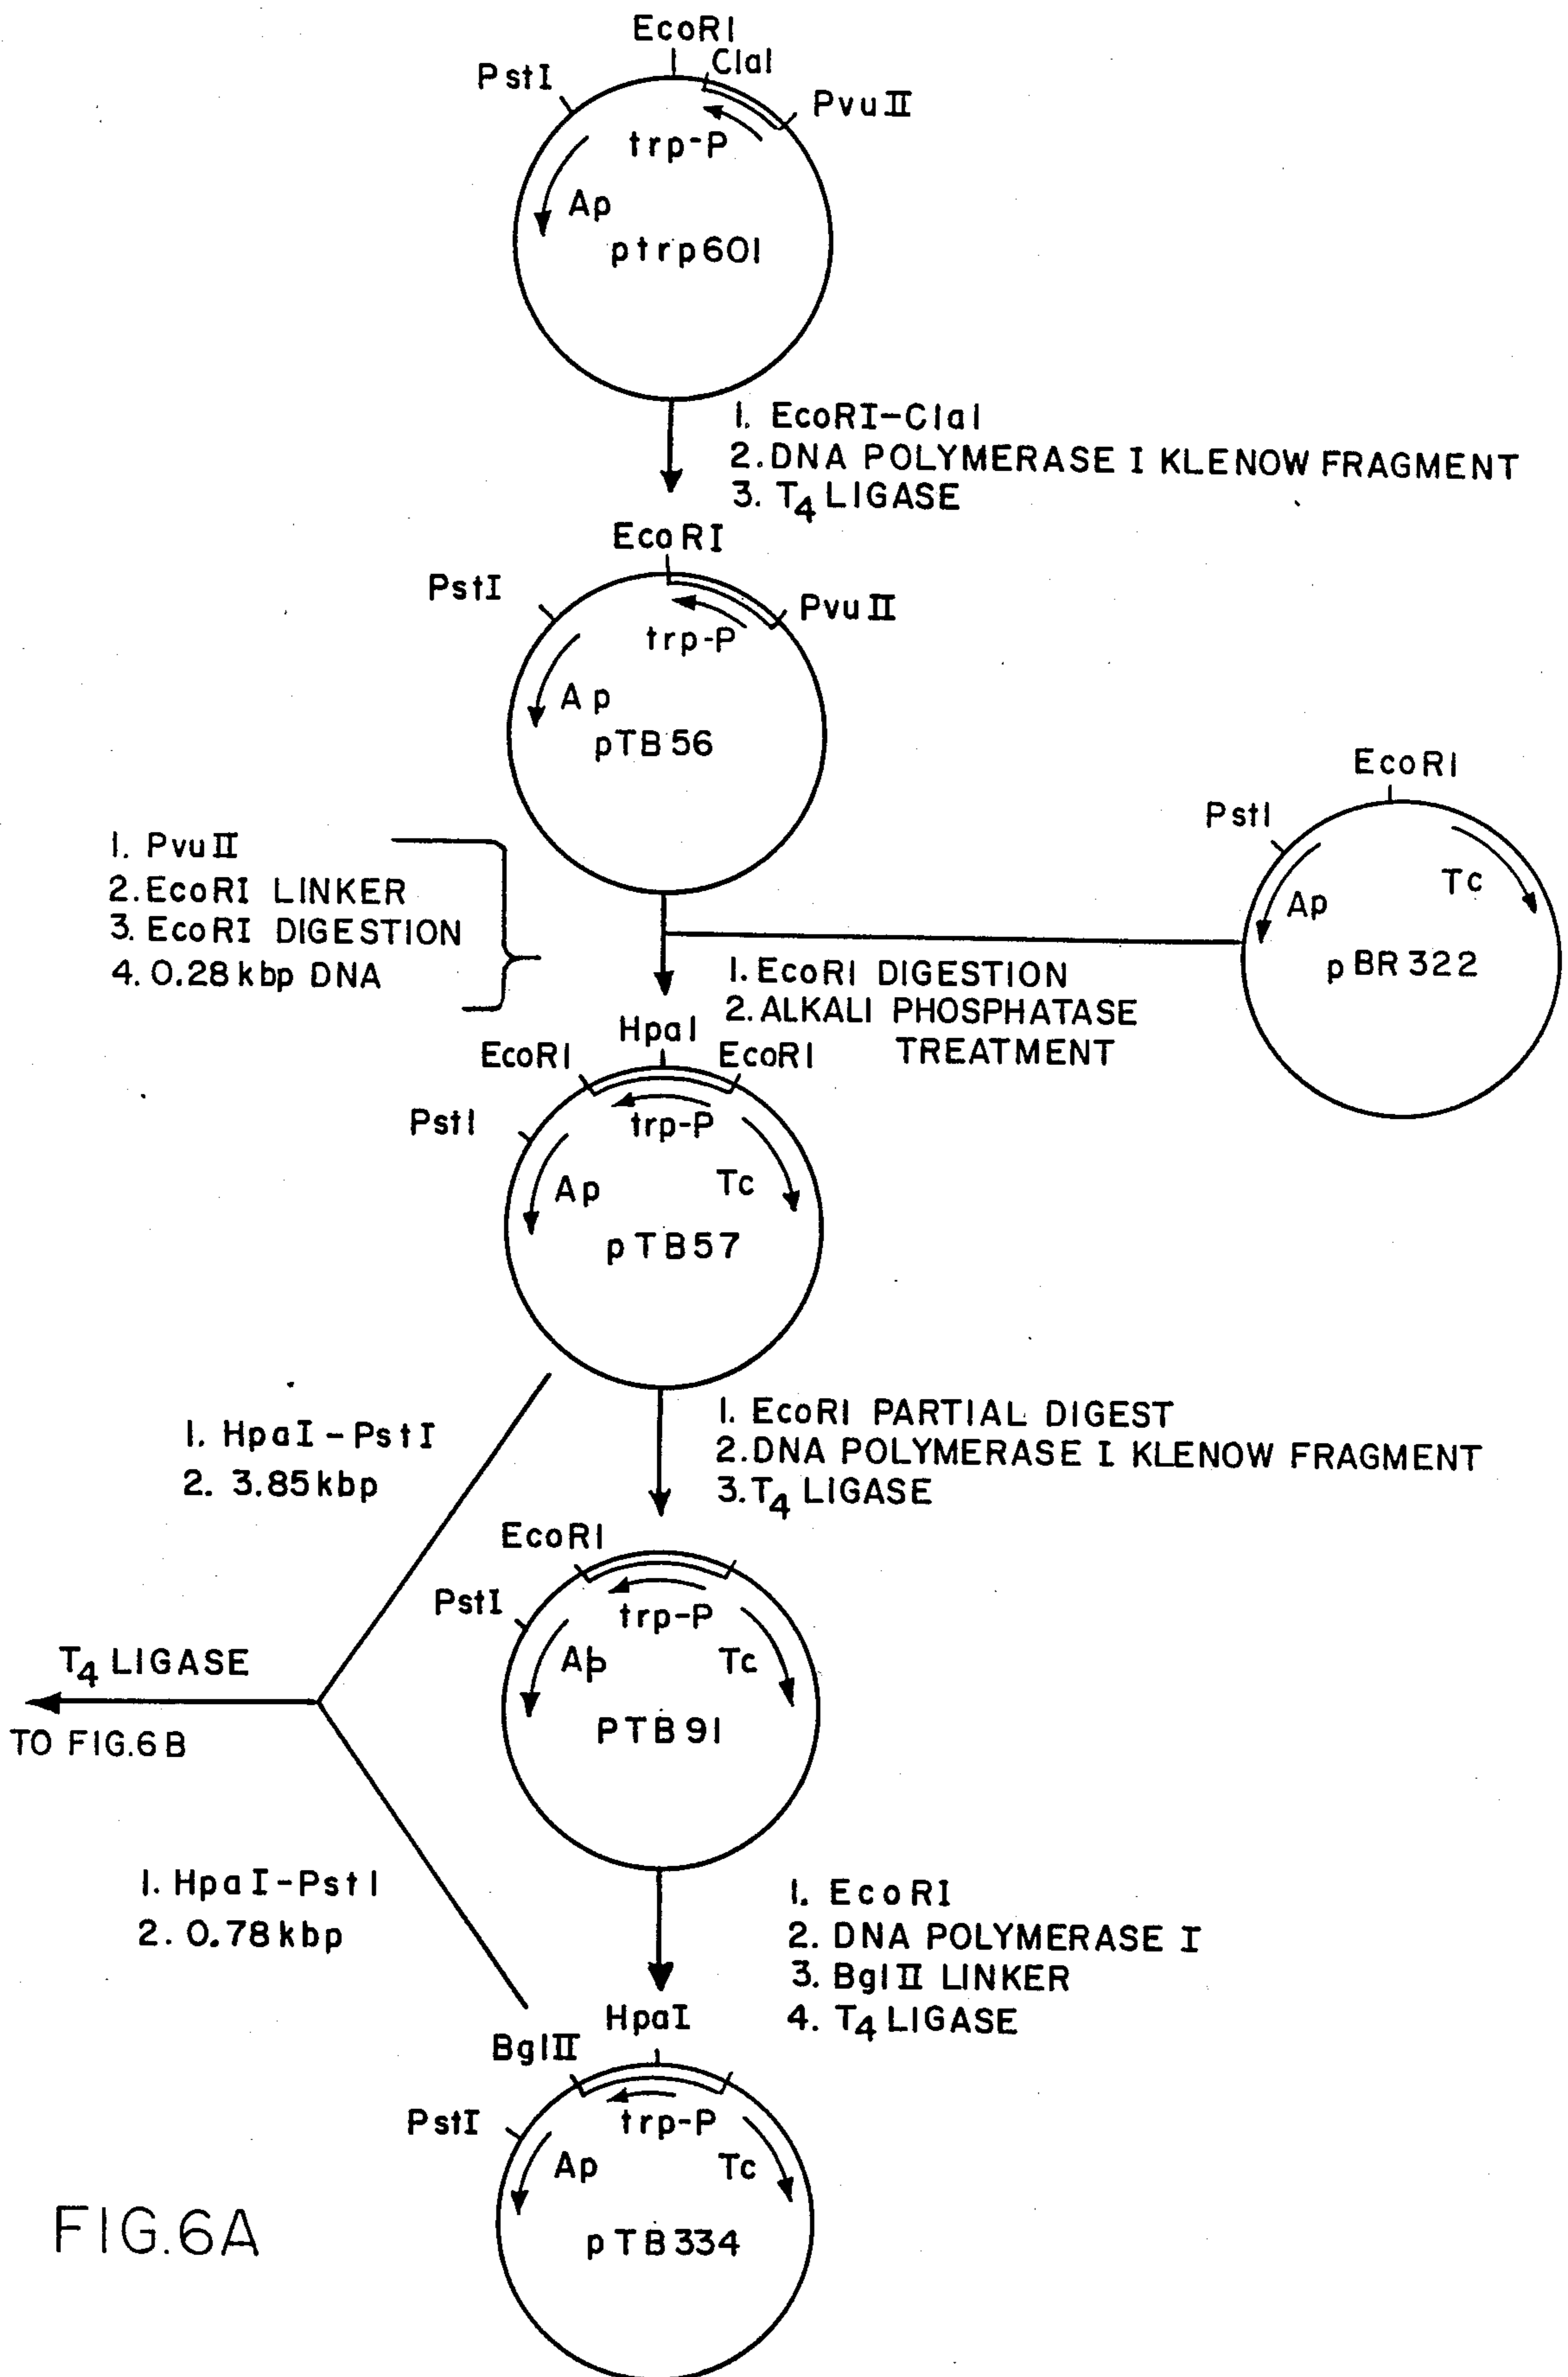 EcoRI
ClaI
PstI
PvuII
trp-P
Ap
ptrp601
1. EcoRI-ClaI
2. DNA POLYMERASE I KLENOW FRAGMENT
3. T4 LIGASE
EcoRI
PstI
PvuII
trp-P
Ap
pTB56
EcoRI
PstI
Tc
Ap
pBR322
1. PvuII
2. EcoRI LINKER
3. EcoRI DIGESTION
4. 0.28 kbp DNA
1. EcoRI DIGESTION
2. ALKALI PHOSPHATASE
TREATMENT
HpaI
EcoRI
EcoRI
PstI
trp-P
Ap
Tc
pTB57
1. HpaI-PstI
2. 3.85 kbp
1. EcoRI PARTIAL DIGEST
2. DNA POLYMERASE I KLENOW FRAGMENT
3. T4 LIGASE
EcoRI
PstI
trp-P
Ap
Tc
PTB91
T4 LIGASE
TO FIG.6B
1. HpaI-PstI
2. 0.78 kbp
1. EcoRI
2. DNA POLYMERASE I
3. BglII LINKER
4. T4 LIGASE
HpaI
BglII
PstI
trp-P
Ap
Tc
pTB334
FIG.6A